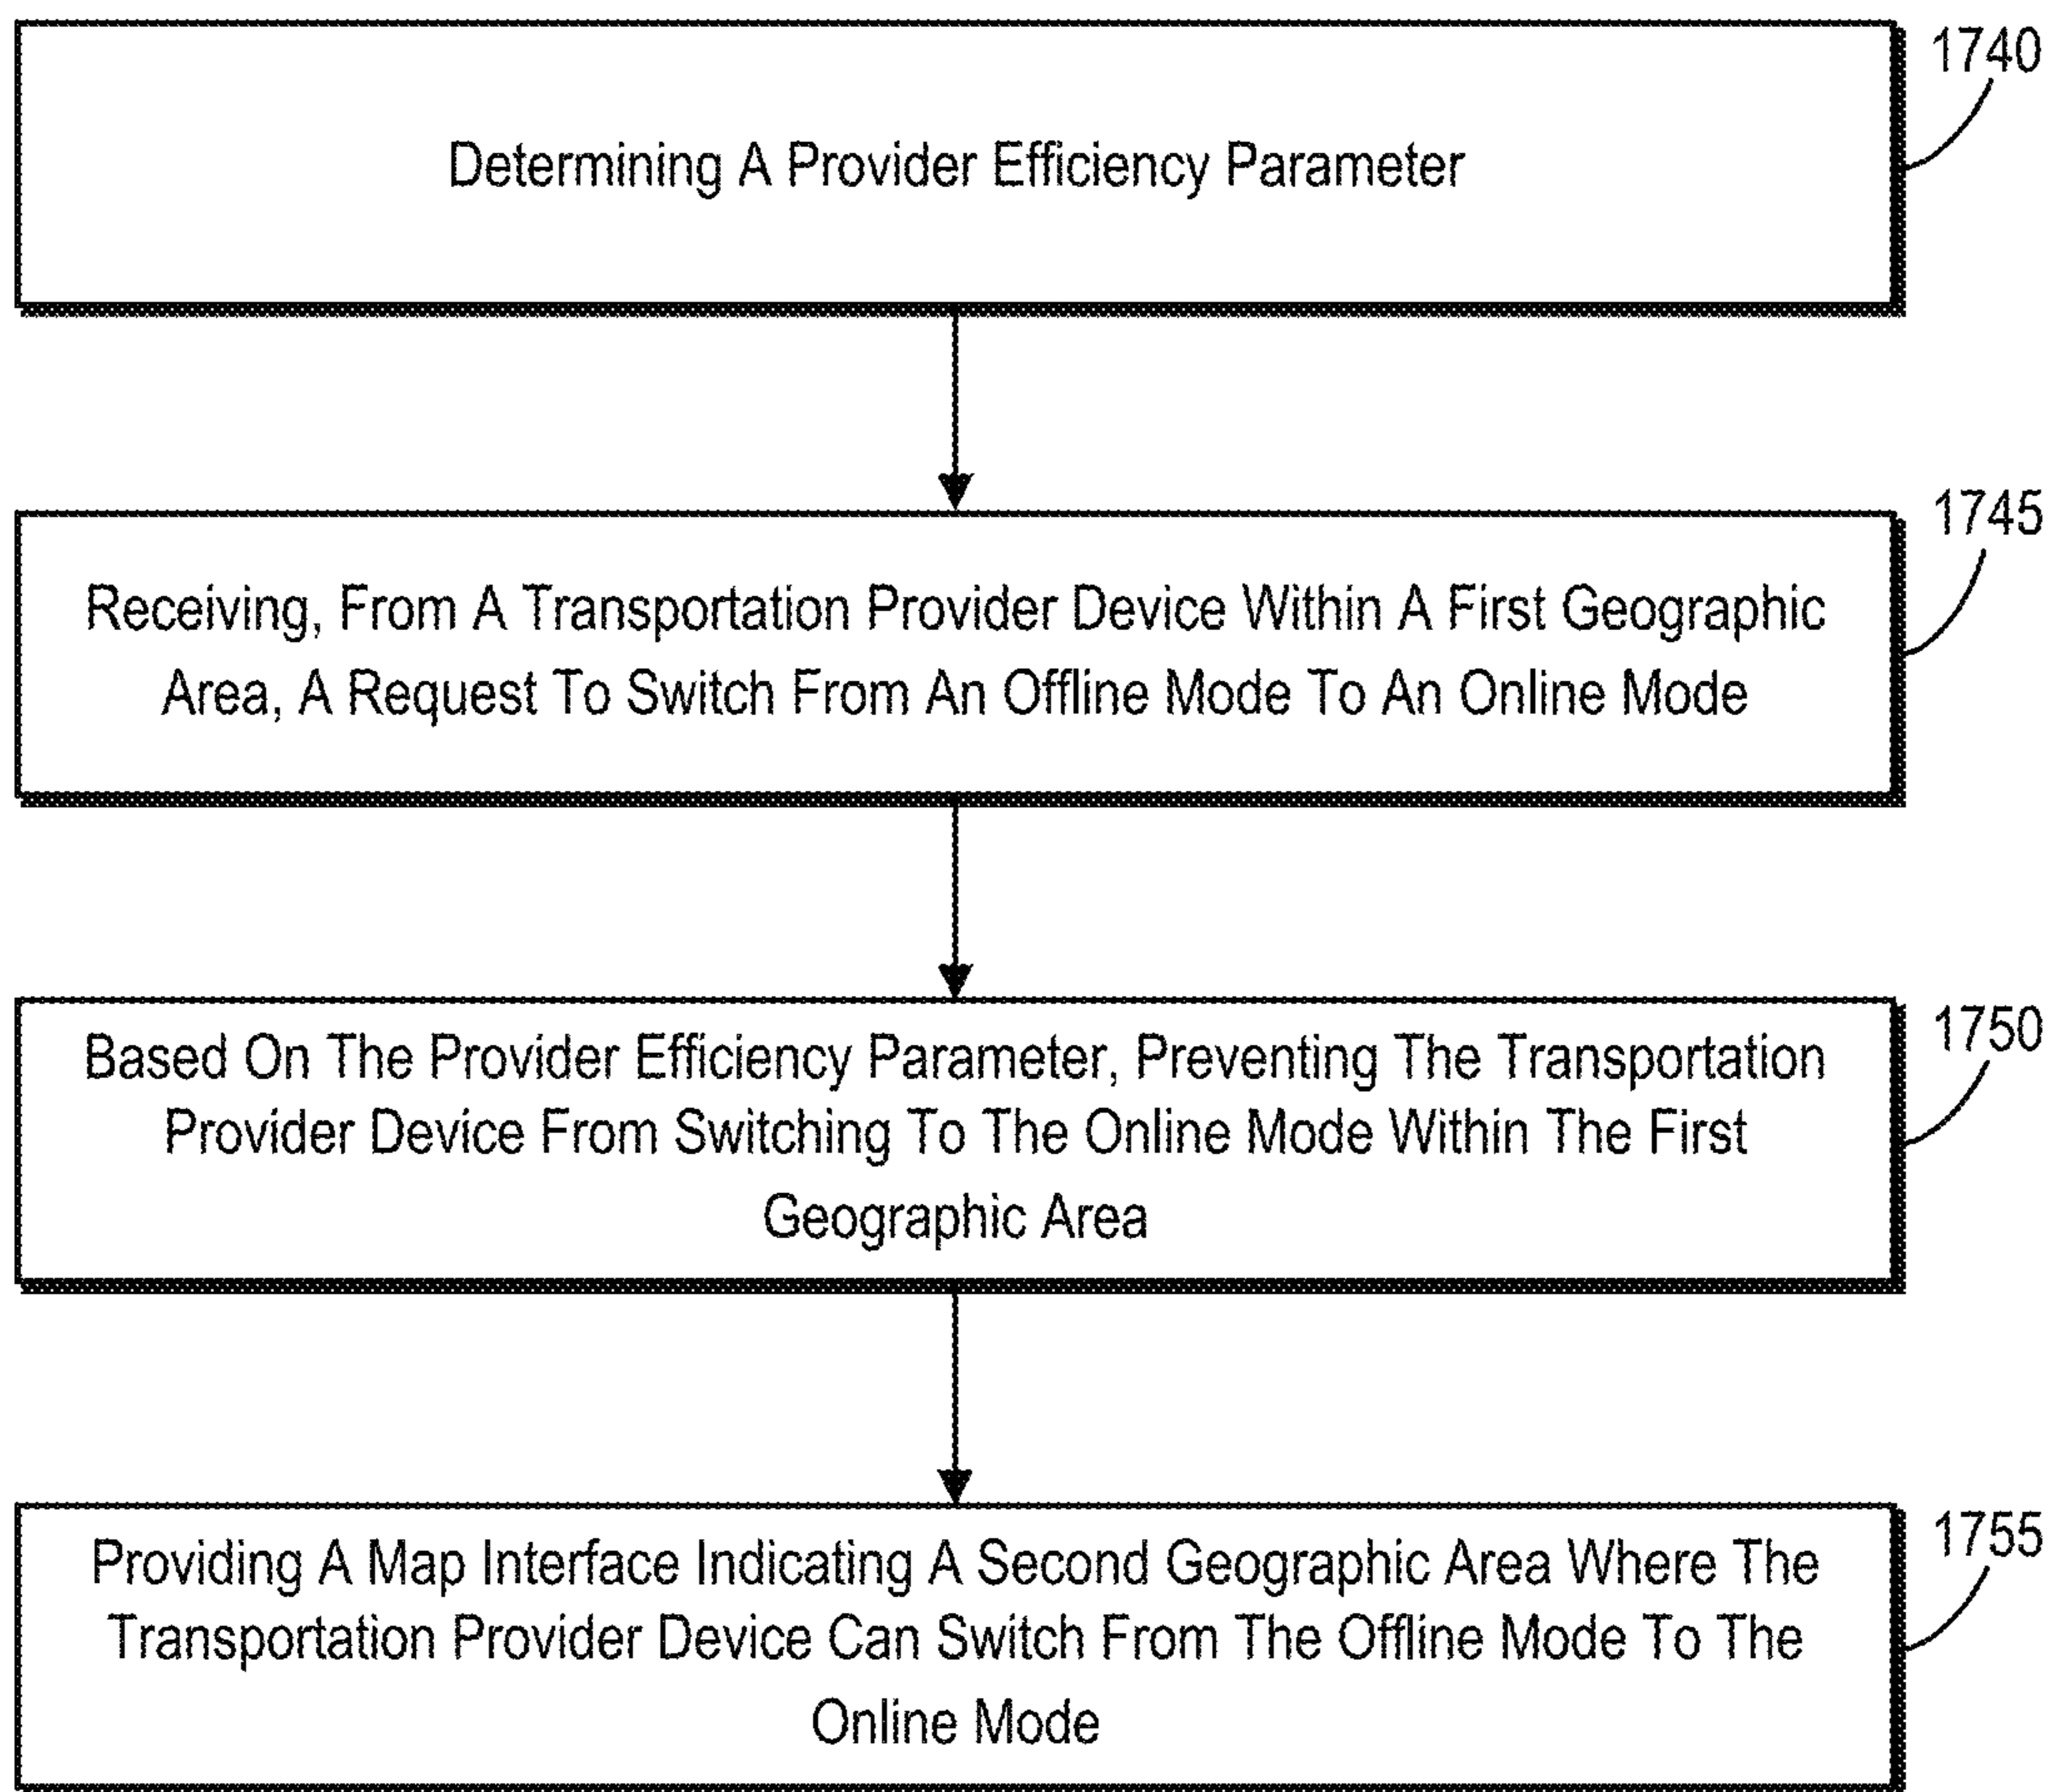 1740
Determining A Provider Efficiency Parameter
1745
Receiving, From A Transportation Provider Device Within A First Geographic
Area, A Request To Switch From An Offline Mode To An Online Mode
1750
Based On The Provider Efficiency Parameter, Preventing The Transportation
Provider Device From Switching To The Online Mode Within The First
Geographic Area
1755
Providing A Map Interface Indicating A Second Geographic Area Where The
Transportation Provider Device Can Switch From The Offline Mode To The
Online Mode